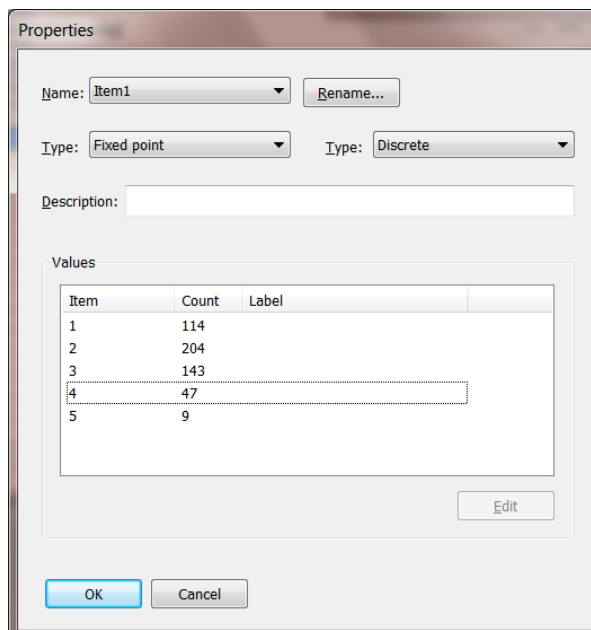 Properties
Name: Item1 Rename...
Type: Fixed point Type: Discrete
Description:
Values
Item Count Label
1 114
2 204
3 143
4 47
5 9
Edit
OK Cancel